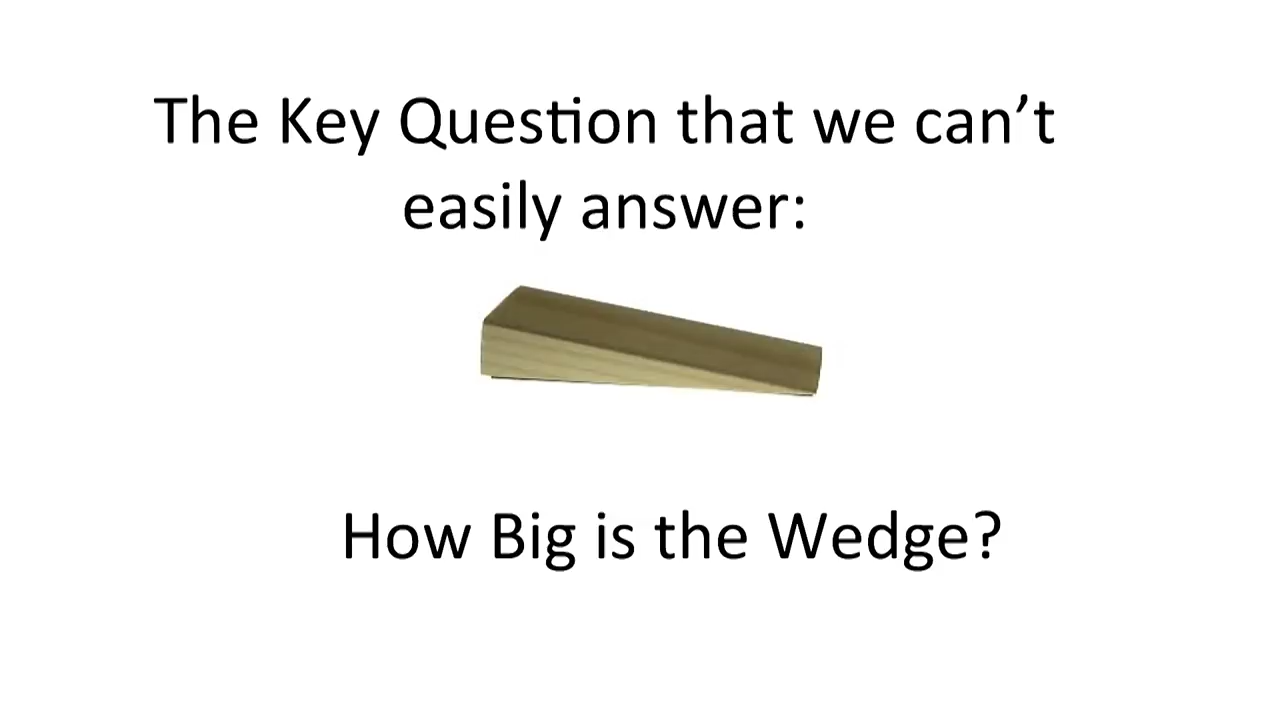 The Key Question that we can’t
easily answer:
How Big is the Wedge?